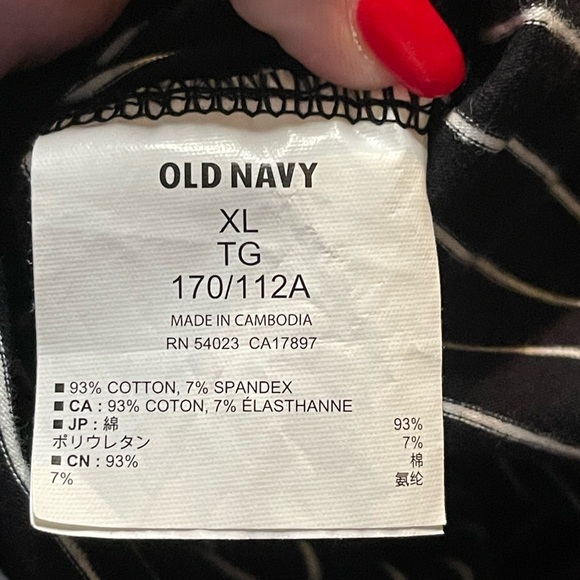 OLD NAVY
XL
TG
170/112A
MADE IN CAMBODIA
RN 54023 CA17897
■ 93% COTTON, 7% SPANDEX
■ CA : 93% COTON, 7% ÉLASTHANNE
■ JP : 綿 93%
ポリウレタン 7%
■ CN : 93% 棉
7% 氨纶